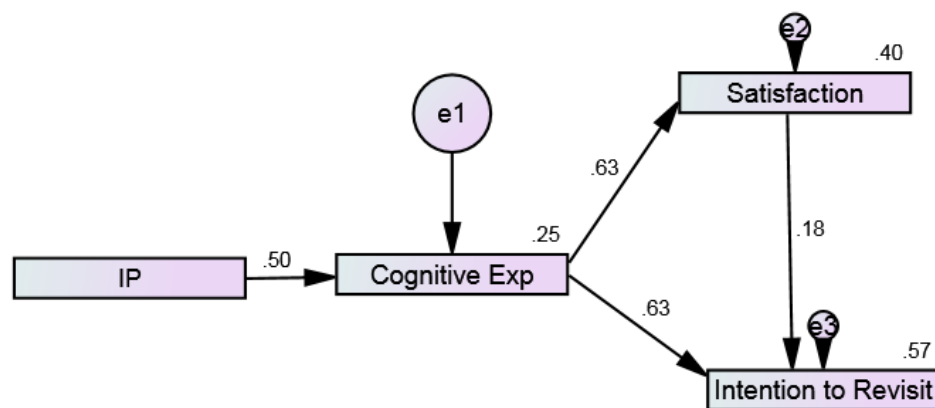 e2
.40
Satisfaction
e1
.63
.25
.18
IP
.50
Cognitive Exp
.63
e3
.57
Intention to Revisit